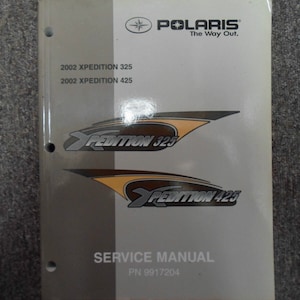 POLARIS
The Way Out.
2002 XPEDITION 325
2002 XPEDITION 425
XPEDITION 325
XPEDITION 425
SERVICE MANUAL
PN 9917204